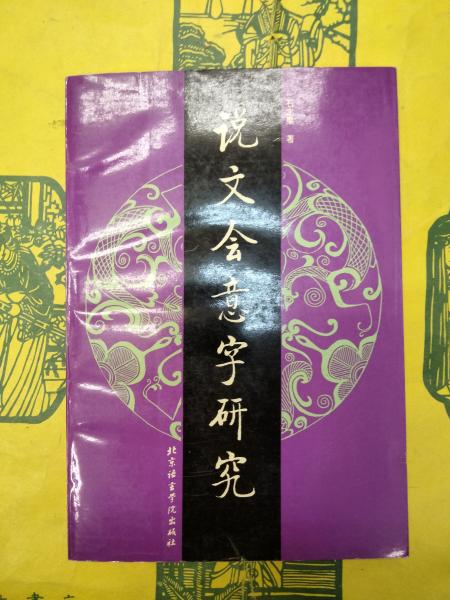 说文会意字研究
著
北京语言学院出版社